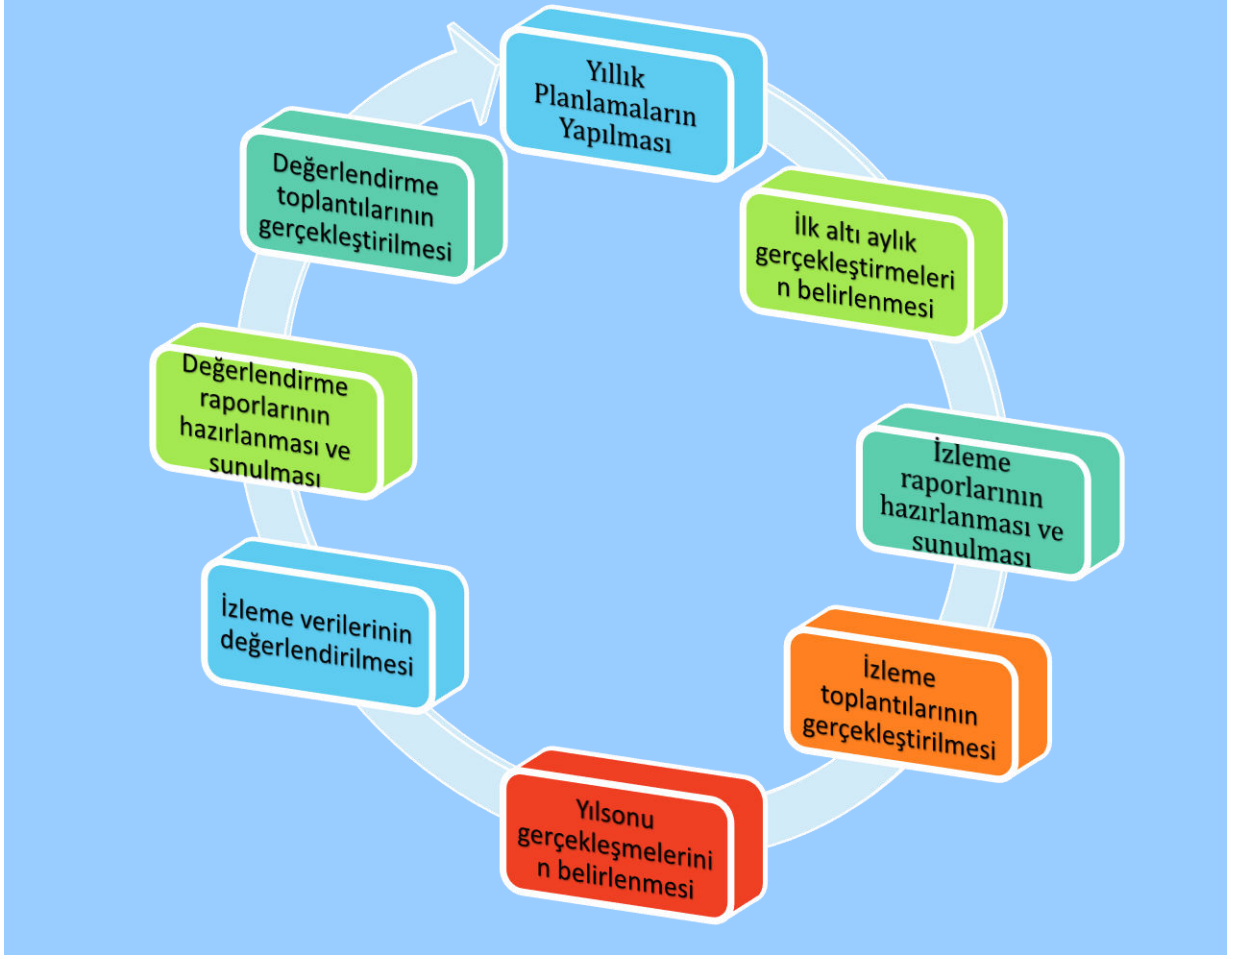 Yıllık
Planlamaların
Yapılması
İlk altı aylık
gerçekleştirmeleri
n belirlenmesi
İzleme
raporlarının
hazırlanması ve
sunulması
İzleme
toplantılarının
gerçekleştirilmesi
Yılsonu
gerçekleşmelerini
n belirlenmesi
İzleme verilerinin
değerlendirilmesi
Değerlendirme
raporlarının
hazırlanması ve
sunulması
Değerlendirme
toplantılarının
gerçekleştirilmesi